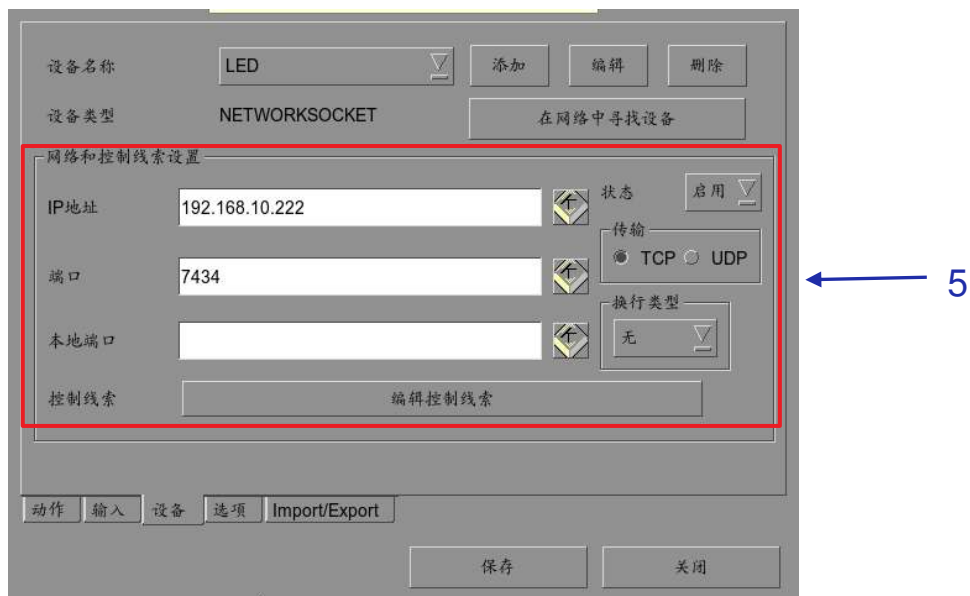 设备名称 LED 添加 编辑 删除
设备类型 NETWORKSOCKET 在网络中寻找设备
网络和控制线索设置
IP地址 192.168.10.222 状态 启用
传输
TCP UDP
端口 7434
换行类型
本地端口 无
控制线索 编辑控制线索
动作 输入 设备 选项 Import/Export
保存 关闭
5